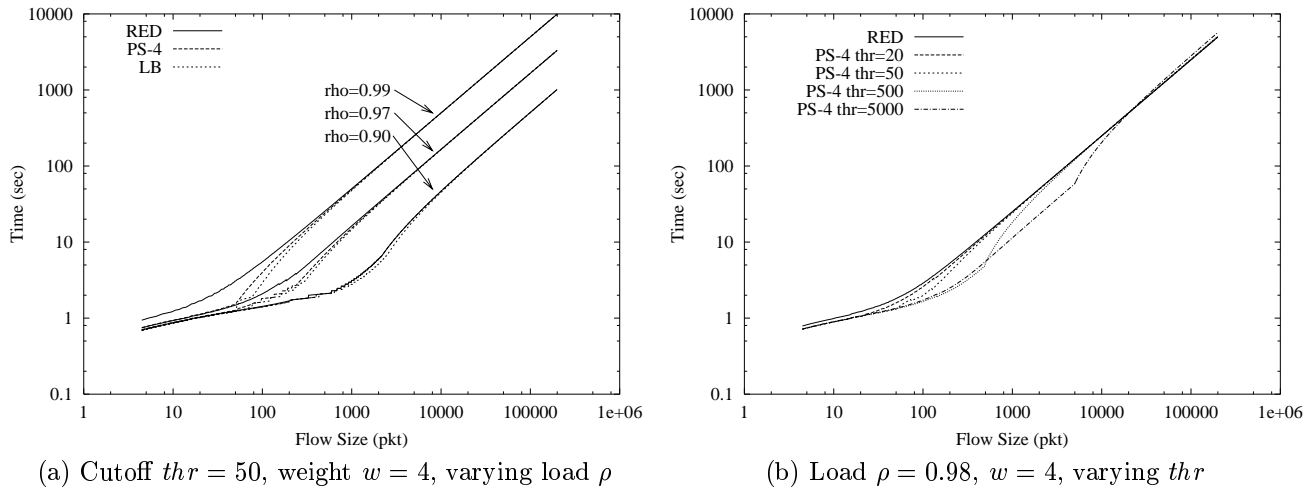 10000
1000
100
10
1
0.1
Time (sec)
RED
PS-4
LB
rho=0.99
rho=0.97
rho=0.90
1 10 100 1000 10000 100000 1e+06
Flow Size (pkt)
(a) Cutoff thr = 50, weight w = 4, varying load ρ
10000
1000
100
10
1
0.1
Time (sec)
RED
PS-4 thr=20
PS-4 thr=50
PS-4 thr=500
PS-4 thr=5000
1 10 100 1000 10000 100000 1e+06
Flow Size (pkt)
(b) Load ρ = 0.98, w = 4, varying thr